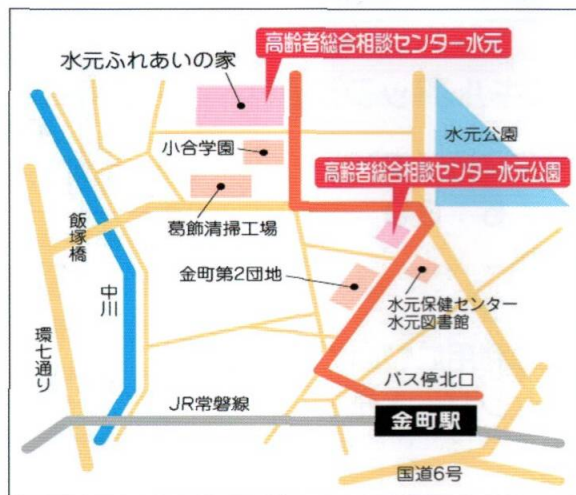 高齢者総合相談センター水元
水元ふれあいの家
小合学園
水元公園
高齢者総合相談センター水元公園
葛飾清掃工場
飯塚橋
金町第2団地
中川
水元保健センター
水元図書館
環七通り
バス停北口
JR常磐線
金町駅
国道6号